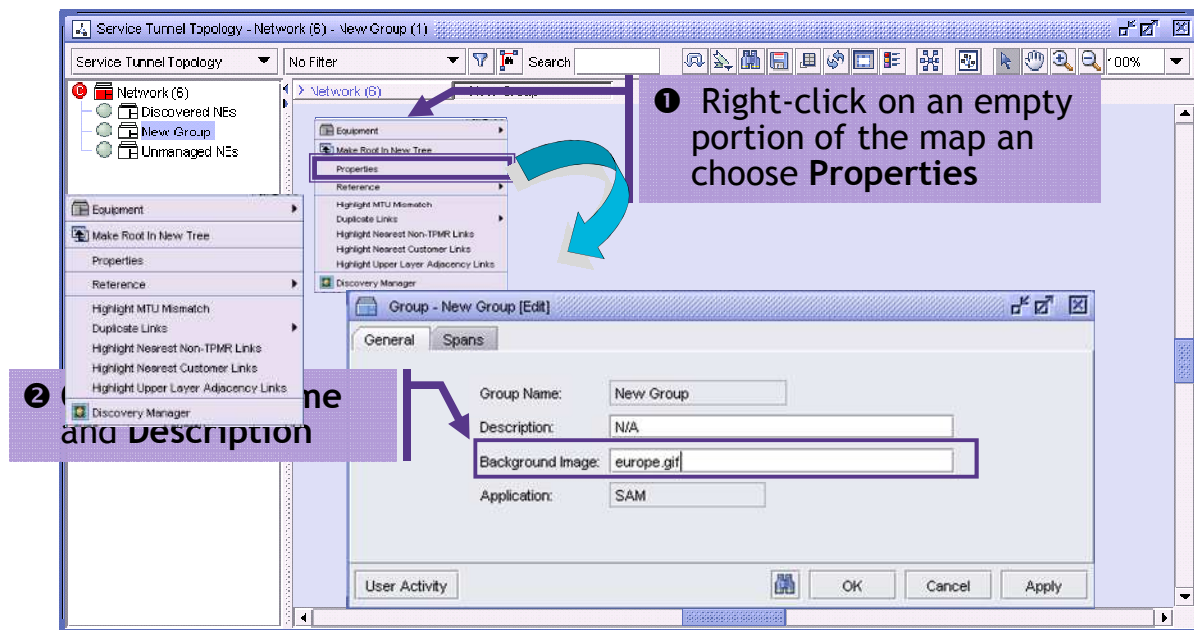 Service Tunnel Topology - Network (6) - New Group (1)
Service Tunnel Topology No Filter Search 100%
Network (6)
Discovered NEs
New Group
Unmanaged NEs
Network (6) New Group
❶ Right-click on an empty
portion of the map an
choose Properties
Equipment
Make Root In New Tree
Properties
Reference
Highlight MTU Mismatch
Duplicate Links
Highlight Nearest Non-TPMR Links
Highlight Nearest Customer Links
Highlight Upper Layer Adjacency Links
Discovery Manager
Equipment
Make Root In New Tree
Properties
Reference
Highlight MTU Mismatch
Duplicate Links
Highlight Nearest Non-TPMR Links
Highlight Nearest Customer Links
Highlight Upper Layer Adjacency Links
Discovery Manager
❷
and Description
Group - New Group [Edit]
General Spans
Group Name: New Group
Description: N/A
Background Image: europe.gif
Application: SAM
User Activity OK Cancel Apply